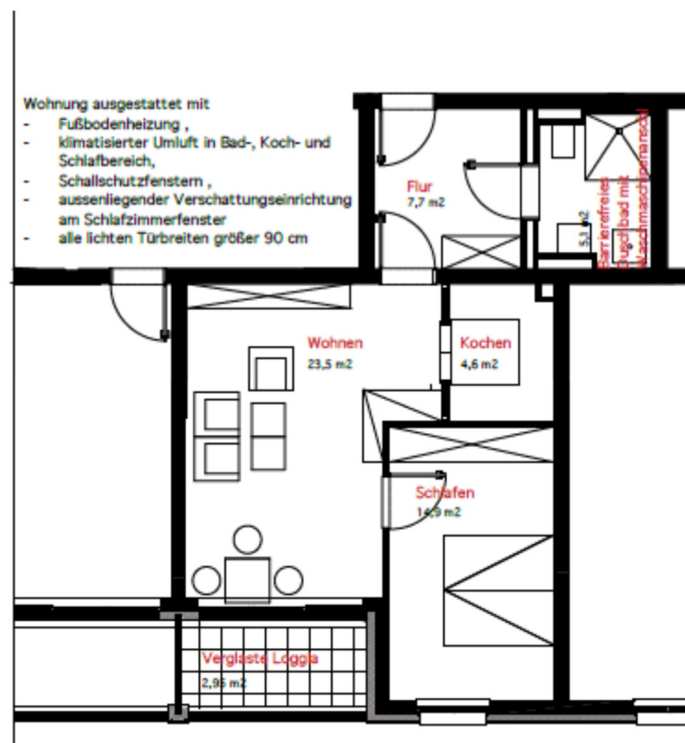 Wohnung ausgestattet mit
- Fußbodenheizung ,
- klimatisierter Umluft in Bad-, Koch- und
Schlafbereich,
- Schallschutzfenstern ,
- aussenliegender Verschattungseinrichtung
am Schlafzimmerfenster
- alle lichten Türbreiten größer 90 cm
Flur
7,7 m2
5,1 m2
Barrierefreies
Duschbad mit
Waschmaschinenanschl
Wohnen
23,5 m2
Kochen
4,6 m2
Schlafen
14,9 m2
Verglaste Loggia
2,95 m2